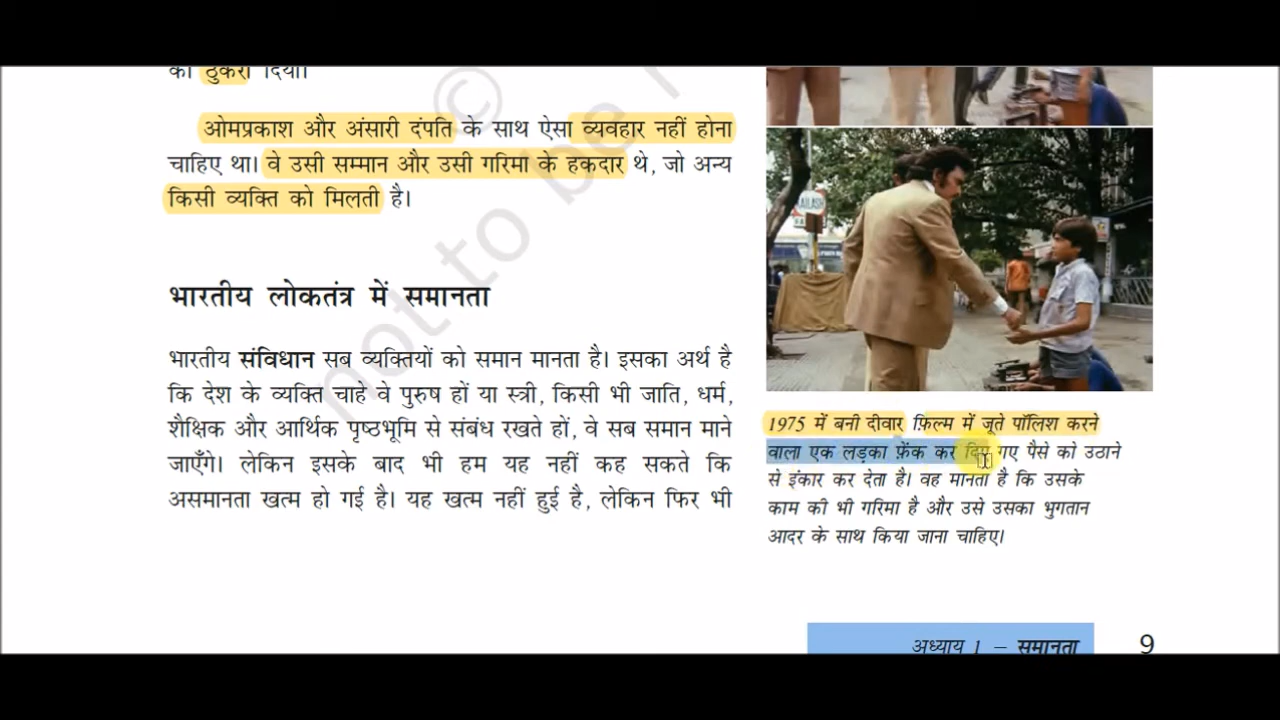 को ठुकरा दिया।
ओमप्रकाश और अंसारी दंपति के साथ ऐसा व्यवहार नहीं होना
चाहिए था। वे उसी सम्मान और उसी गरिमा के हकदार थे, जो अन्य
किसी व्यक्ति को मिलती है।
भारतीय लोकतंत्र में समानता
भारतीय संविधान सब व्यक्तियों को समान मानता है। इसका अर्थ है
कि देश के व्यक्ति चाहे वे पुरुष हों या स्त्री, किसी भी जाति, धर्म,
शैक्षिक और आर्थिक पृष्ठभूमि से संबंध रखते हों, वे सब समान माने
जाएँगे। लेकिन इसके बाद भी हम यह नहीं कह सकते कि
असमानता खत्म हो गई है। यह खत्म नहीं हुई है, लेकिन फिर भी
1975 में बनी दीवार फ़िल्म में जूते पॉलिश करने
वाला एक लड़का फ़ेंक कर दिए गए पैसे को उठाने
से इंकार कर देता है। वह मानता है कि उसके
काम की भी गरिमा है और उसे उसका भुगतान
आदर के साथ किया जाना चाहिए।
अध्याय 1 – समानता 9
© not to be